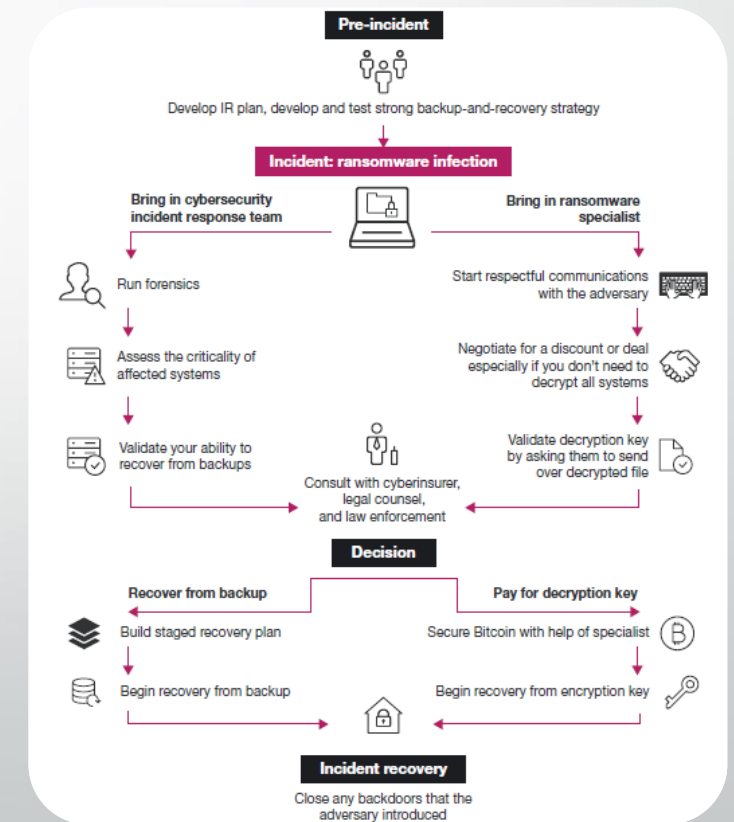 Pre-incident
Develop IR plan, develop and test strong backup-and-recovery strategy
Incident: ransomware infection
Bring in cybersecurity
incident response team
Run forensics
Assess the criticality of
affected systems
Validate your ability to
recover from backups
Bring in ransomware
specialist
Start respectful communications
with the adversary
Negotiate for a discount or deal
especially if you don't need to
decrypt all systems
Validate decryption key
by asking them to send
over decrypted file
Consult with cyberinsurer,
legal counsel,
and law enforcement
Decision
Recover from backup
Build staged recovery plan
Begin recovery from backup
Pay for decryption key
Secure Bitcoin with help of specialist
Begin recovery from encryption key
Incident recovery
Close any backdoors that the
adversary introduced